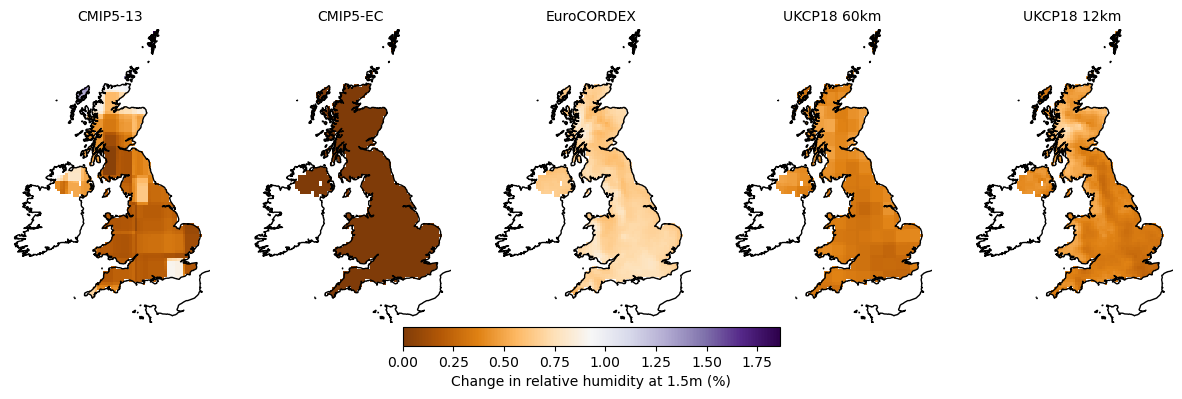 CMIP5-13 CMIP5-EC EuroCORDEX UKCP18 60km UKCP18 12km
0.00 0.25 0.50 0.75 1.00 1.25 1.50 1.75
Change in relative humidity at 1.5m (%)